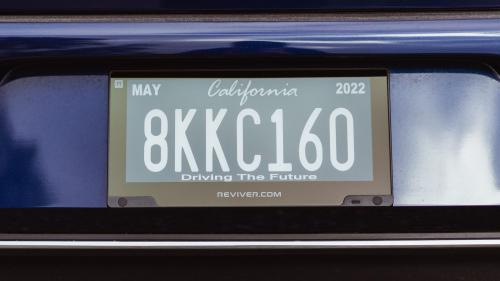 MAY California 2022
8KKC160
Driving The Future
REVIVER.COM